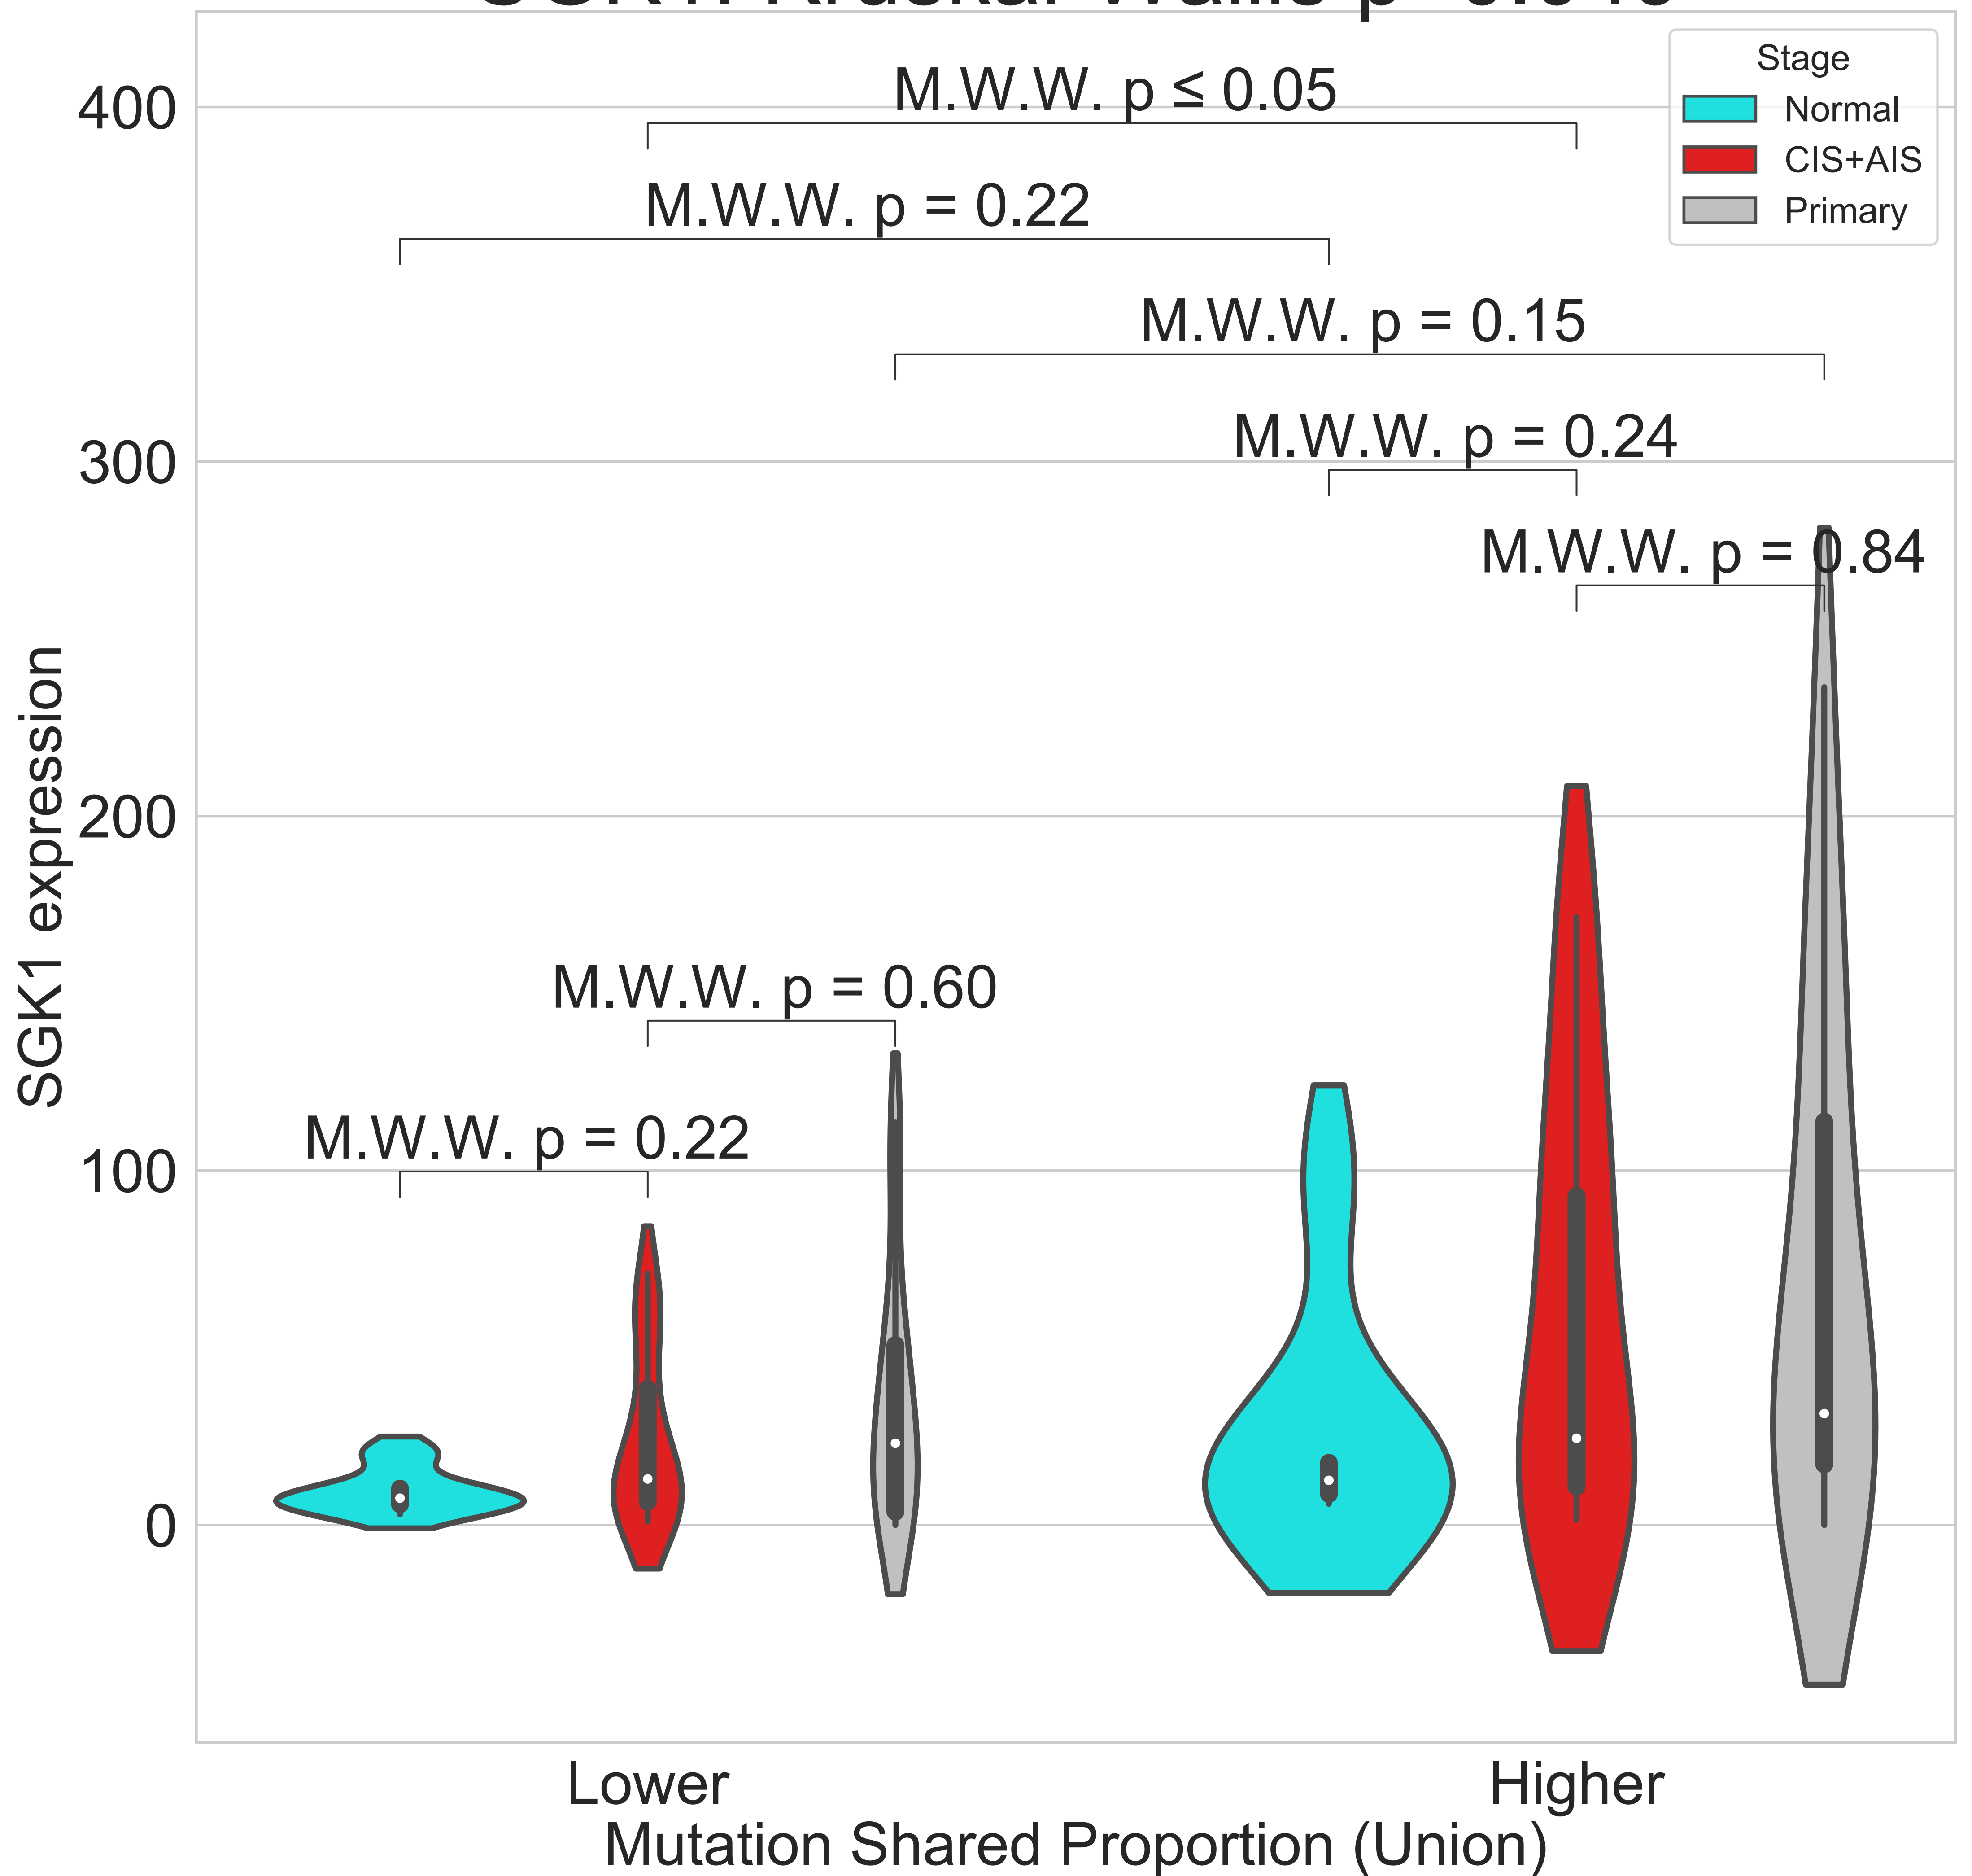 Stage
Normal
CIS+AIS
Primary
M.W.W. p ≤ 0.05
M.W.W. p = 0.22
M.W.W. p = 0.15
M.W.W. p = 0.24
M.W.W. p = 0.84
M.W.W. p = 0.60
M.W.W. p = 0.22
400
300
200
100
0
SGK1 expression
Lower
Higher
Mutation Shared Proportion (Union)